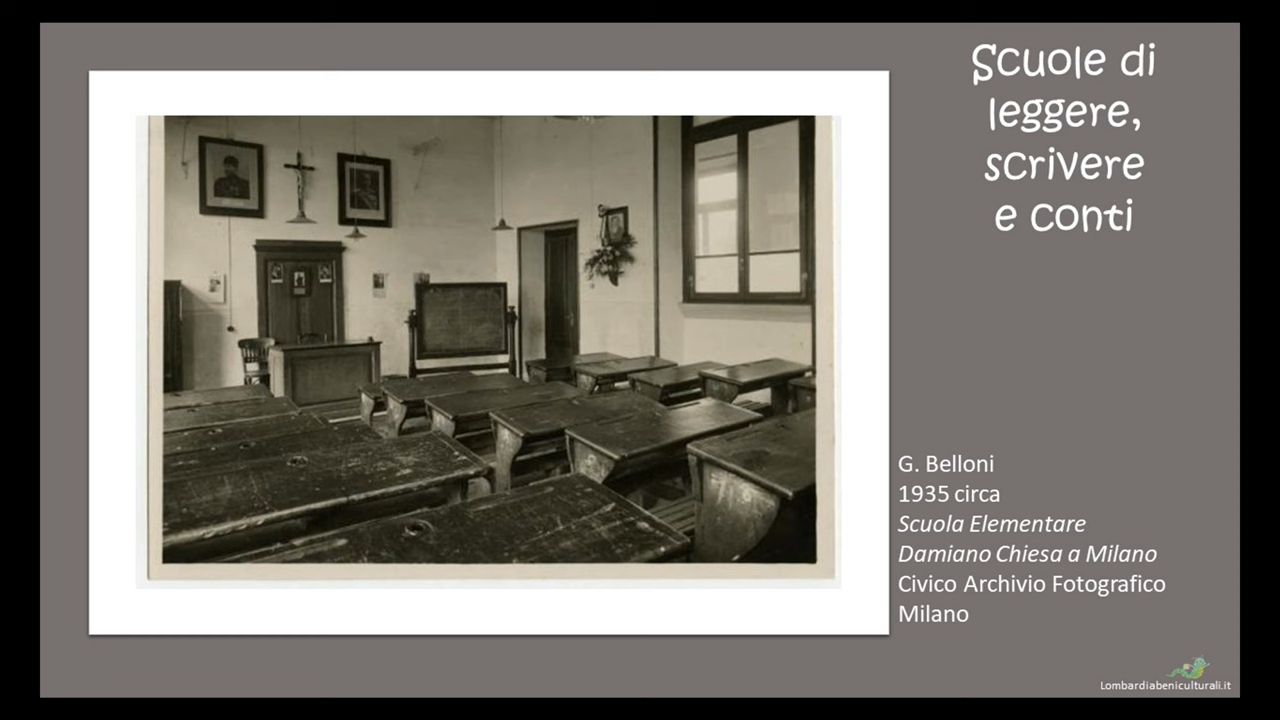 Scuole di
leggere,
scrivere
e conti
G. Belloni
1935 circa
Scuola Elementare
Damiano Chiesa a Milano
Civico Archivio Fotografico
Milano
Lombardiabeniculturali.it